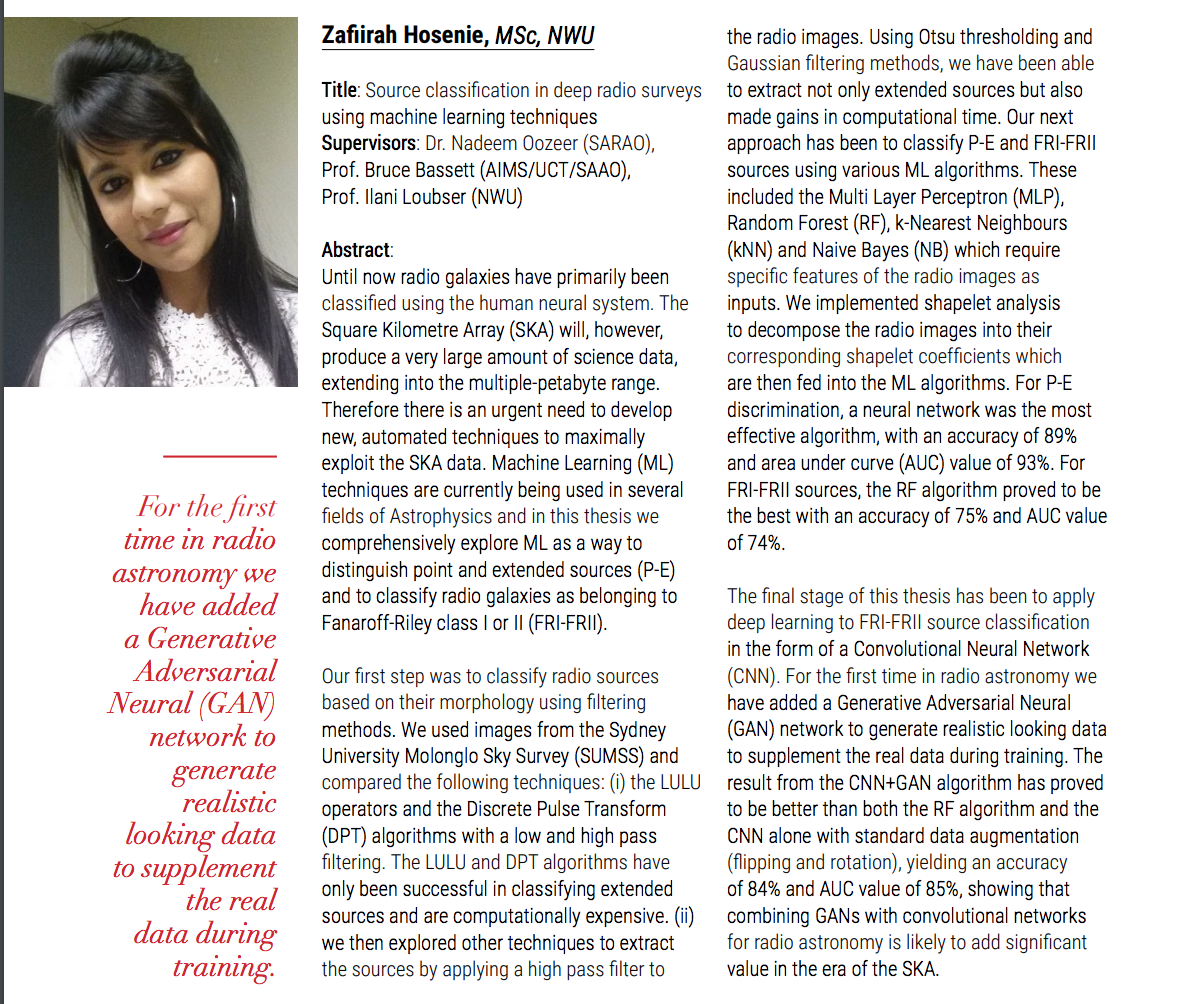 Zafiirah Hosenie, MSc, NWU
Title: Source classification in deep radio surveys
using machine learning techniques
Supervisors: Dr. Nadeem Oozeer (SARAO),
Prof. Bruce Bassett (AIMS/UCT/SAAO),
Prof. Ilani Loubser (NWU)
Abstract:
Until now radio galaxies have primarily been
classified using the human neural system. The
Square Kilometre Array (SKA) will, however,
produce a very large amount of science data,
extending into the multiple-petabyte range.
Therefore there is an urgent need to develop
new, automated techniques to maximally
exploit the SKA data. Machine Learning (ML)
techniques are currently being used in several
fields of Astrophysics and in this thesis we
comprehensively explore ML as a way to
distinguish point and extended sources (P-E)
and to classify radio galaxies as belonging to
Fanaroff-Riley class I or II (FRI-FRII).
Our first step was to classify radio sources
based on their morphology using filtering
methods. We used images from the Sydney
University Molonglo Sky Survey (SUMSS) and
compared the following techniques: (i) the LULU
operators and the Discrete Pulse Transform
(DPT) algorithms with a low and high pass
filtering. The LULU and DPT algorithms have
only been successful in classifying extended
sources and are computationally expensive. (ii)
we then explored other techniques to extract
the sources by applying a high pass filter to
the radio images. Using Otsu thresholding and
Gaussian filtering methods, we have been able
to extract not only extended sources but also
made gains in computational time. Our next
approach has been to classify P-E and FRI-FRII
sources using various ML algorithms. These
included the Multi Layer Perceptron (MLP),
Random Forest (RF), k-Nearest Neighbours
(kNN) and Naive Bayes (NB) which require
specific features of the radio images as
inputs. We implemented shapelet analysis
to decompose the radio images into their
corresponding shapelet coefficients which
are then fed into the ML algorithms. For P-E
discrimination, a neural network was the most
effective algorithm, with an accuracy of 89%
and area under curve (AUC) value of 93%. For
FRI-FRII sources, the RF algorithm proved to be
the best with an accuracy of 75% and AUC value
of 74%.
The final stage of this thesis has been to apply
deep learning to FRI-FRII source classification
in the form of a Convolutional Neural Network
(CNN). For the first time in radio astronomy we
have added a Generative Adversarial Neural
(GAN) network to generate realistic looking data
to supplement the real data during training. The
result from the CNN+GAN algorithm has proved
to be better than both the RF algorithm and the
CNN alone with standard data augmentation
(flipping and rotation), yielding an accuracy
of 84% and AUC value of 85%, showing that
combining GANs with convolutional networks
for radio astronomy is likely to add significant
value in the era of the SKA.
For the first
time in radio
astronomy we
have added
a Generative
Adversarial
Neural (GAN)
network to
generate
realistic
looking data
to supplement
the real
data during
training.